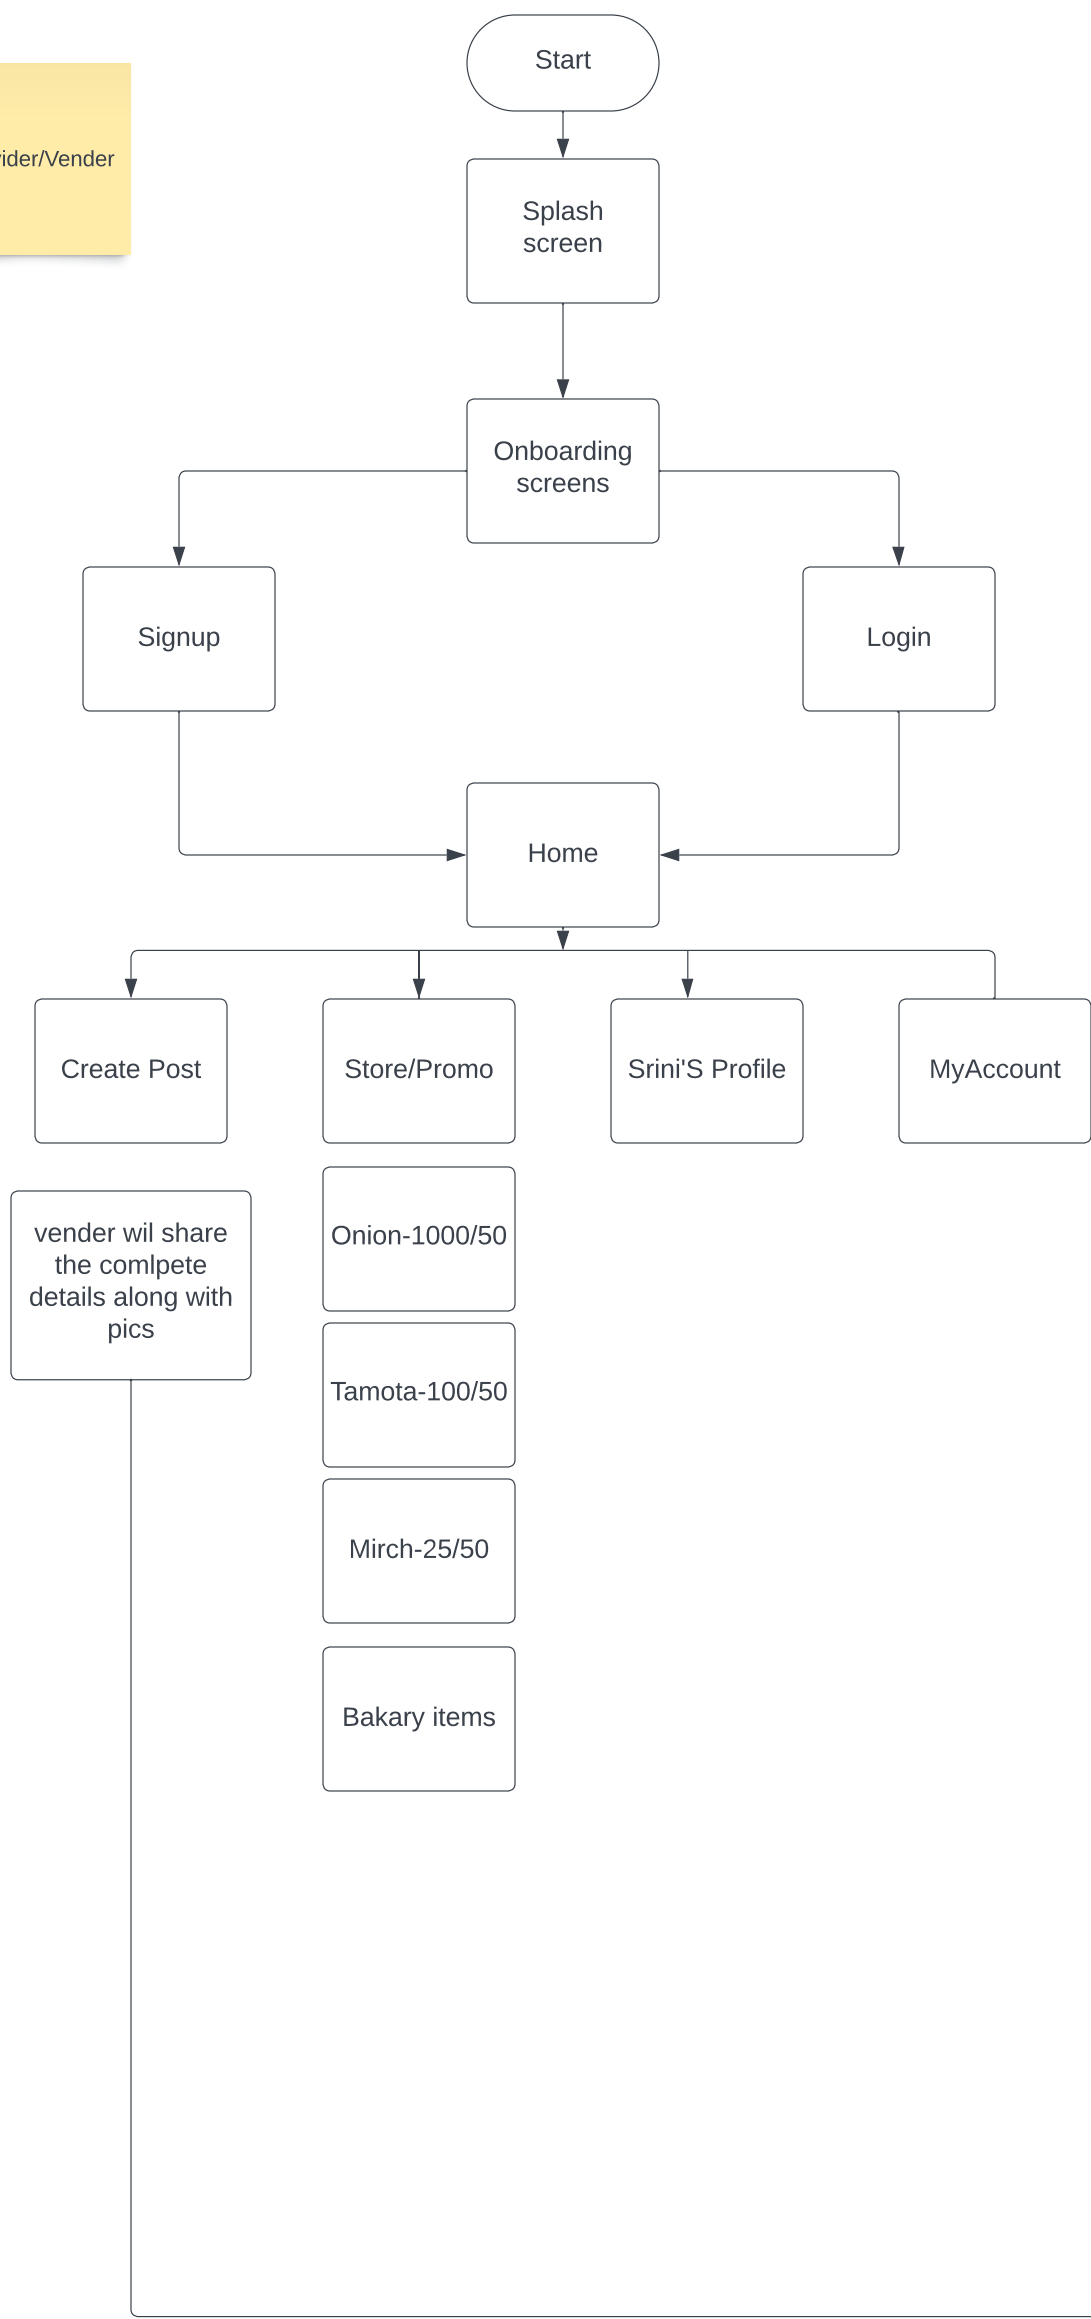 Start
vider/Vender
Splash
screen
Onboarding
screens
Signup
Login
Home
Create Post
Store/Promo
Srini'S Profile
MyAccount
vender wil share
the comlpete
details along with
pics
Onion-1000/50
Tamota-100/50
Mirch-25/50
Bakary items